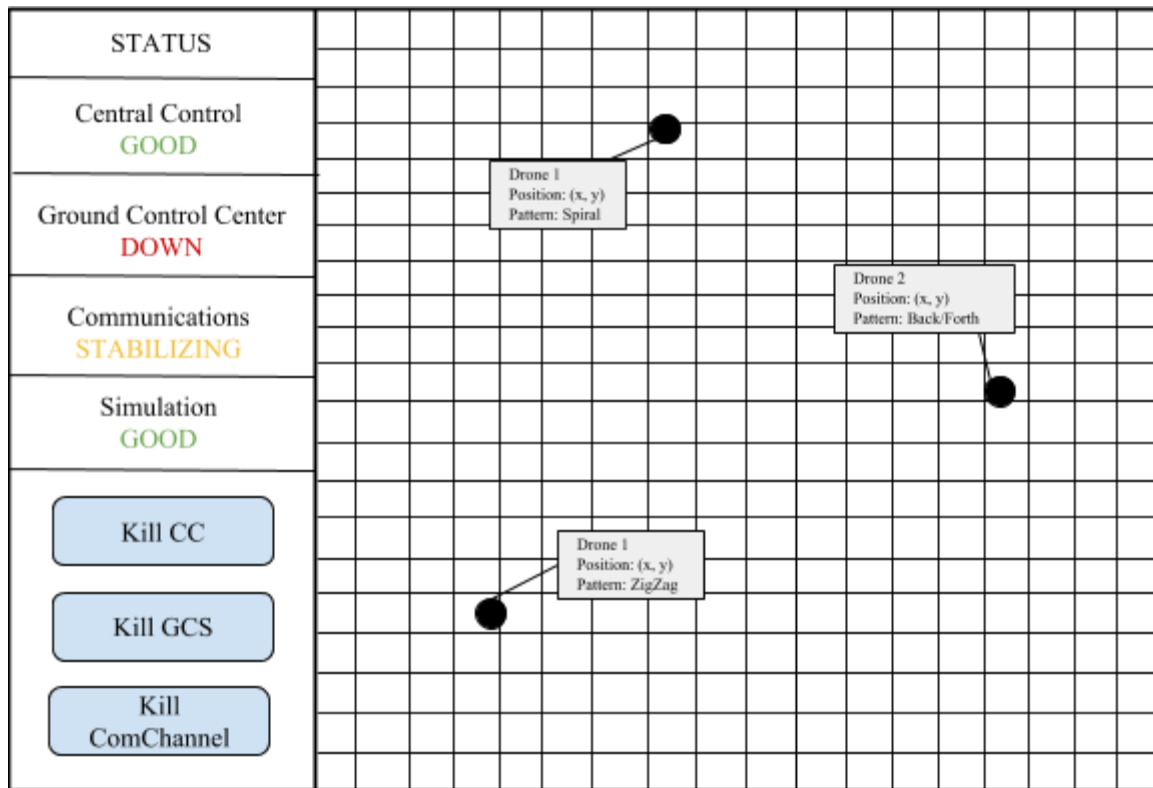 STATUS
Central Control
GOOD
Ground Control Center
DOWN
Communications
STABILIZING
Simulation
GOOD
Kill CC
Kill GCS
Kill
ComChannel
Drone 1
Position: (x, y)
Pattern: Spiral
Drone 2
Position: (x, y)
Pattern: Back/Forth
Drone 1
Position: (x, y)
Pattern: ZigZag